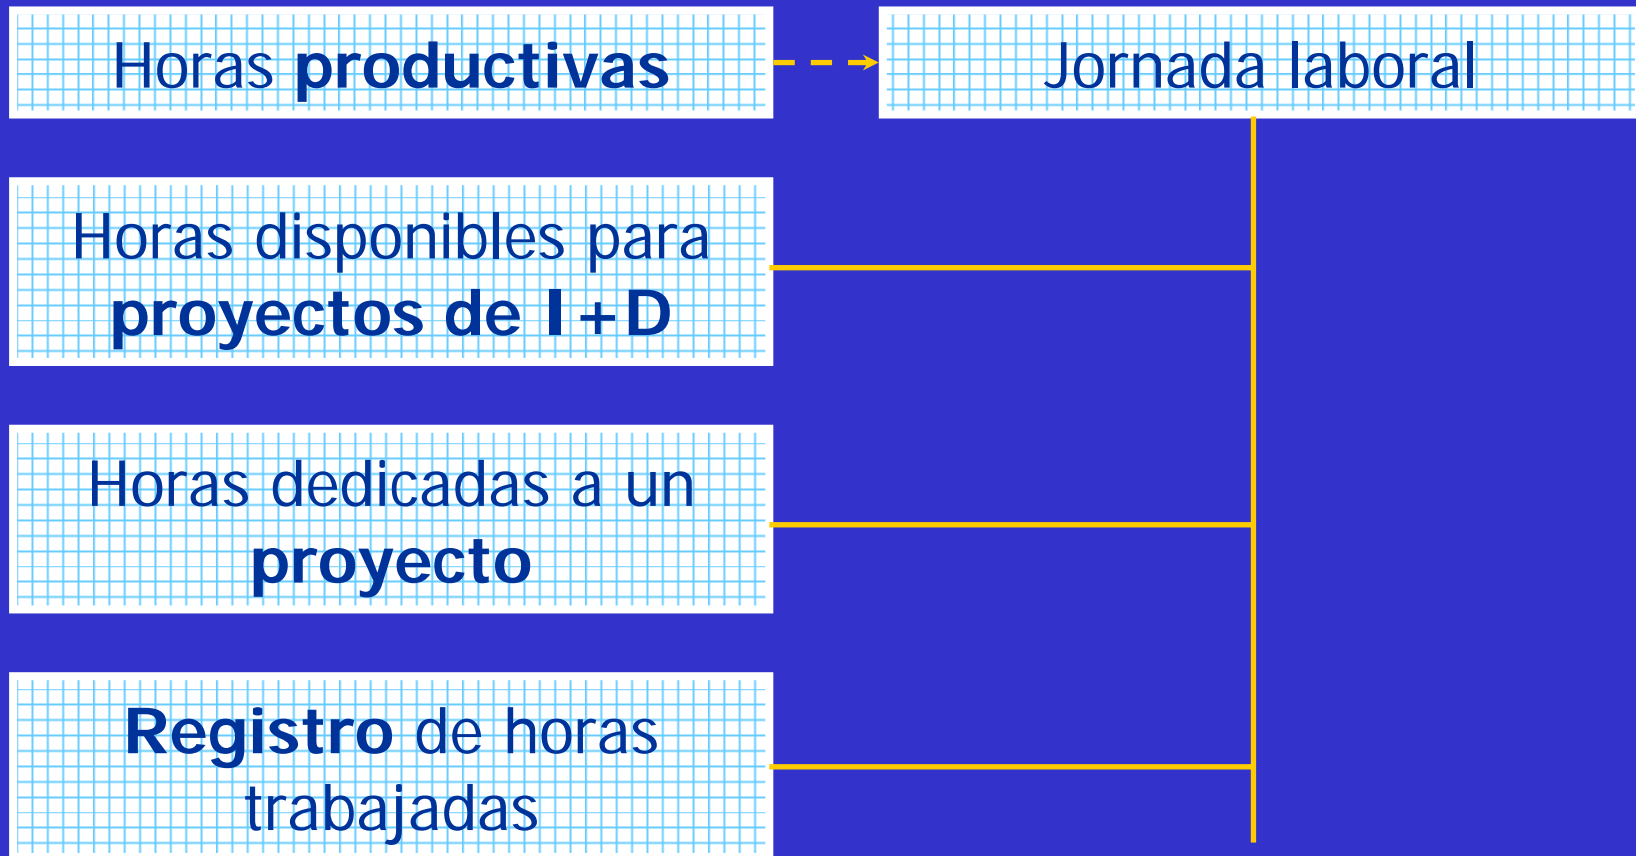 Horas productivas
Jornada laboral
Horas disponibles para
proyectos de I+D
Horas dedicadas a un
proyecto
Registro de horas
trabajadas